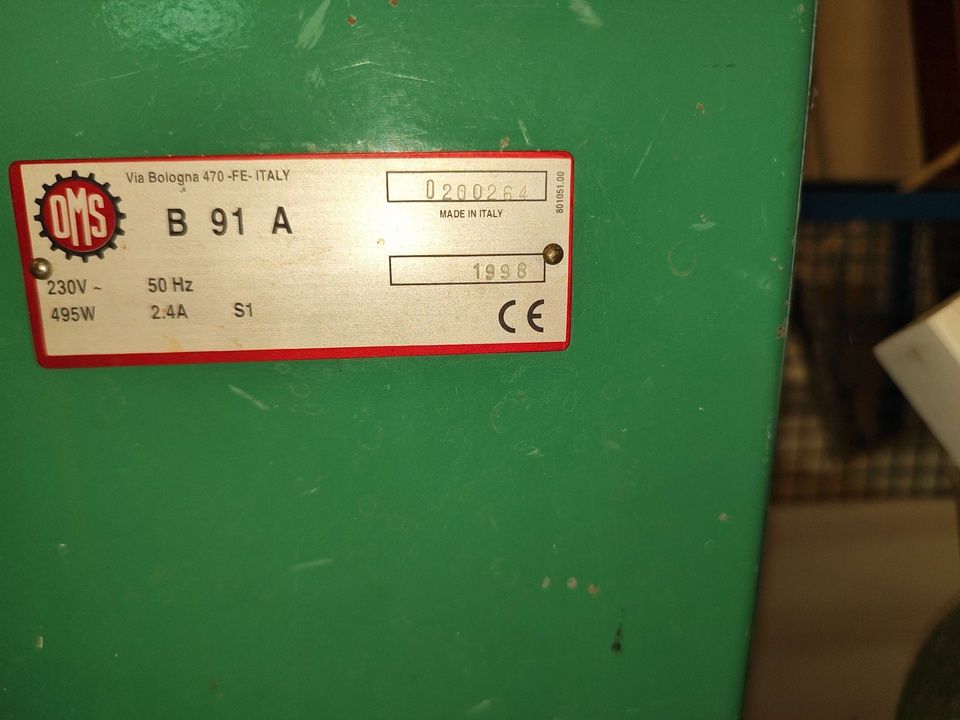 OMS
Via Bologna 470 -FE- ITALY
B 91 A
230V ~ 50 Hz
495W 2.4A S1
0260264
MADE IN ITALY
1998
CE
801051.00